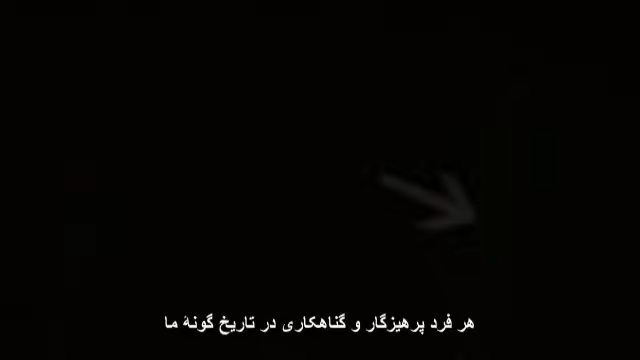 هر فرد پرهیزگار و گناهکاری در تاریخ گونهٔ ما